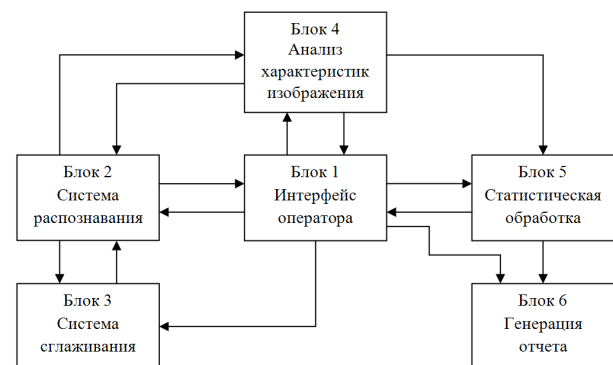 Блок 4
Анализ
характеристик
изображения
Блок 2
Система
распознавания
Блок 1
Интерфейс
оператора
Блок 5
Статистическая
обработка
Блок 3
Система
сглаживания
Блок 6
Генерация
отчета